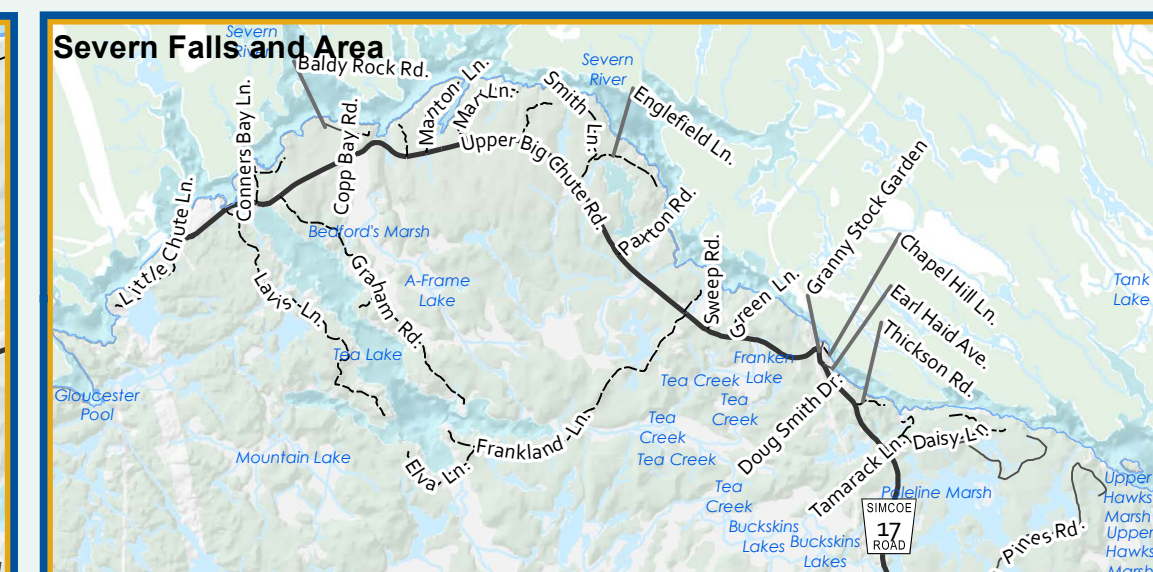 Severn Falls and Area
Severn
River
Baldy Rock Rd.
Severn
River
Conners Bay Ln.
Copp Bay Rd.
Manton Ln.
Mar Ln.
Smith Ln.
Englefield Ln.
Upper Big Chute Rd.
Little Chute Ln.
Bedford's Marsh
Paxton Rd.
Granny Stock Garden
Chapel Hill Ln.
Earl Haid Ave.
Thickson Rd.
Tank
Lake
A-Frame
Lake
Lavis Ln.
Graham Rd.
Sweep Rd.
Green Ln.
Tea Lake
Franken
Lake
Gloucester
Pool
Tea Creek
Tea
Creek
Tea
Creek
Tea Creek
Doug Smith Dr.
Mountain Lake
Elva Ln.
Frankland Ln.
Tamarack Ln.
Daisy Ln.
Tea
Creek
Paleline Marsh
Buckskins
Lakes
Buckskins
Lakes
SIMCOE
17
ROAD
Pines Rd.
Upper
Hawks
Marsh
Upper
Hawks
Marsh